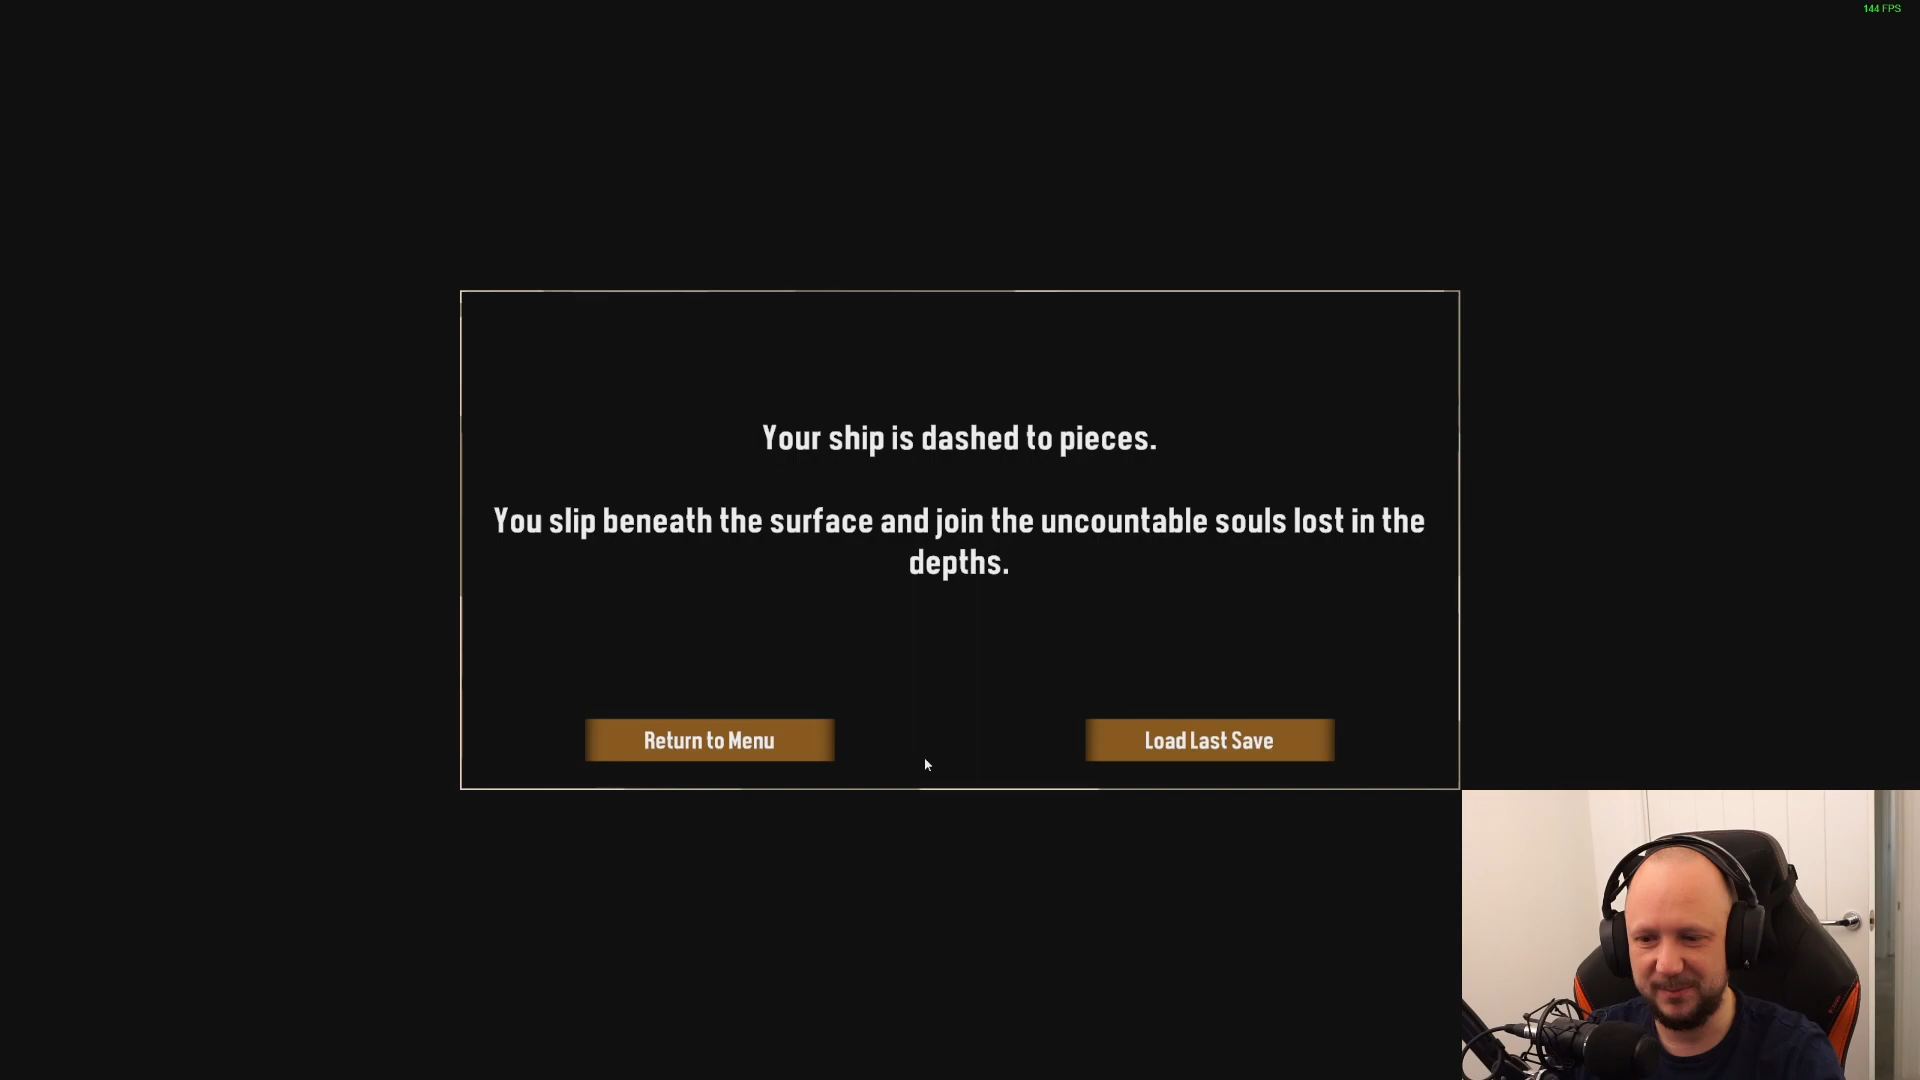 144 FPS
Your ship is dashed to pieces.
You slip beneath the surface and join the uncountable souls lost in the
depths.
Return to Menu
Load Last Save